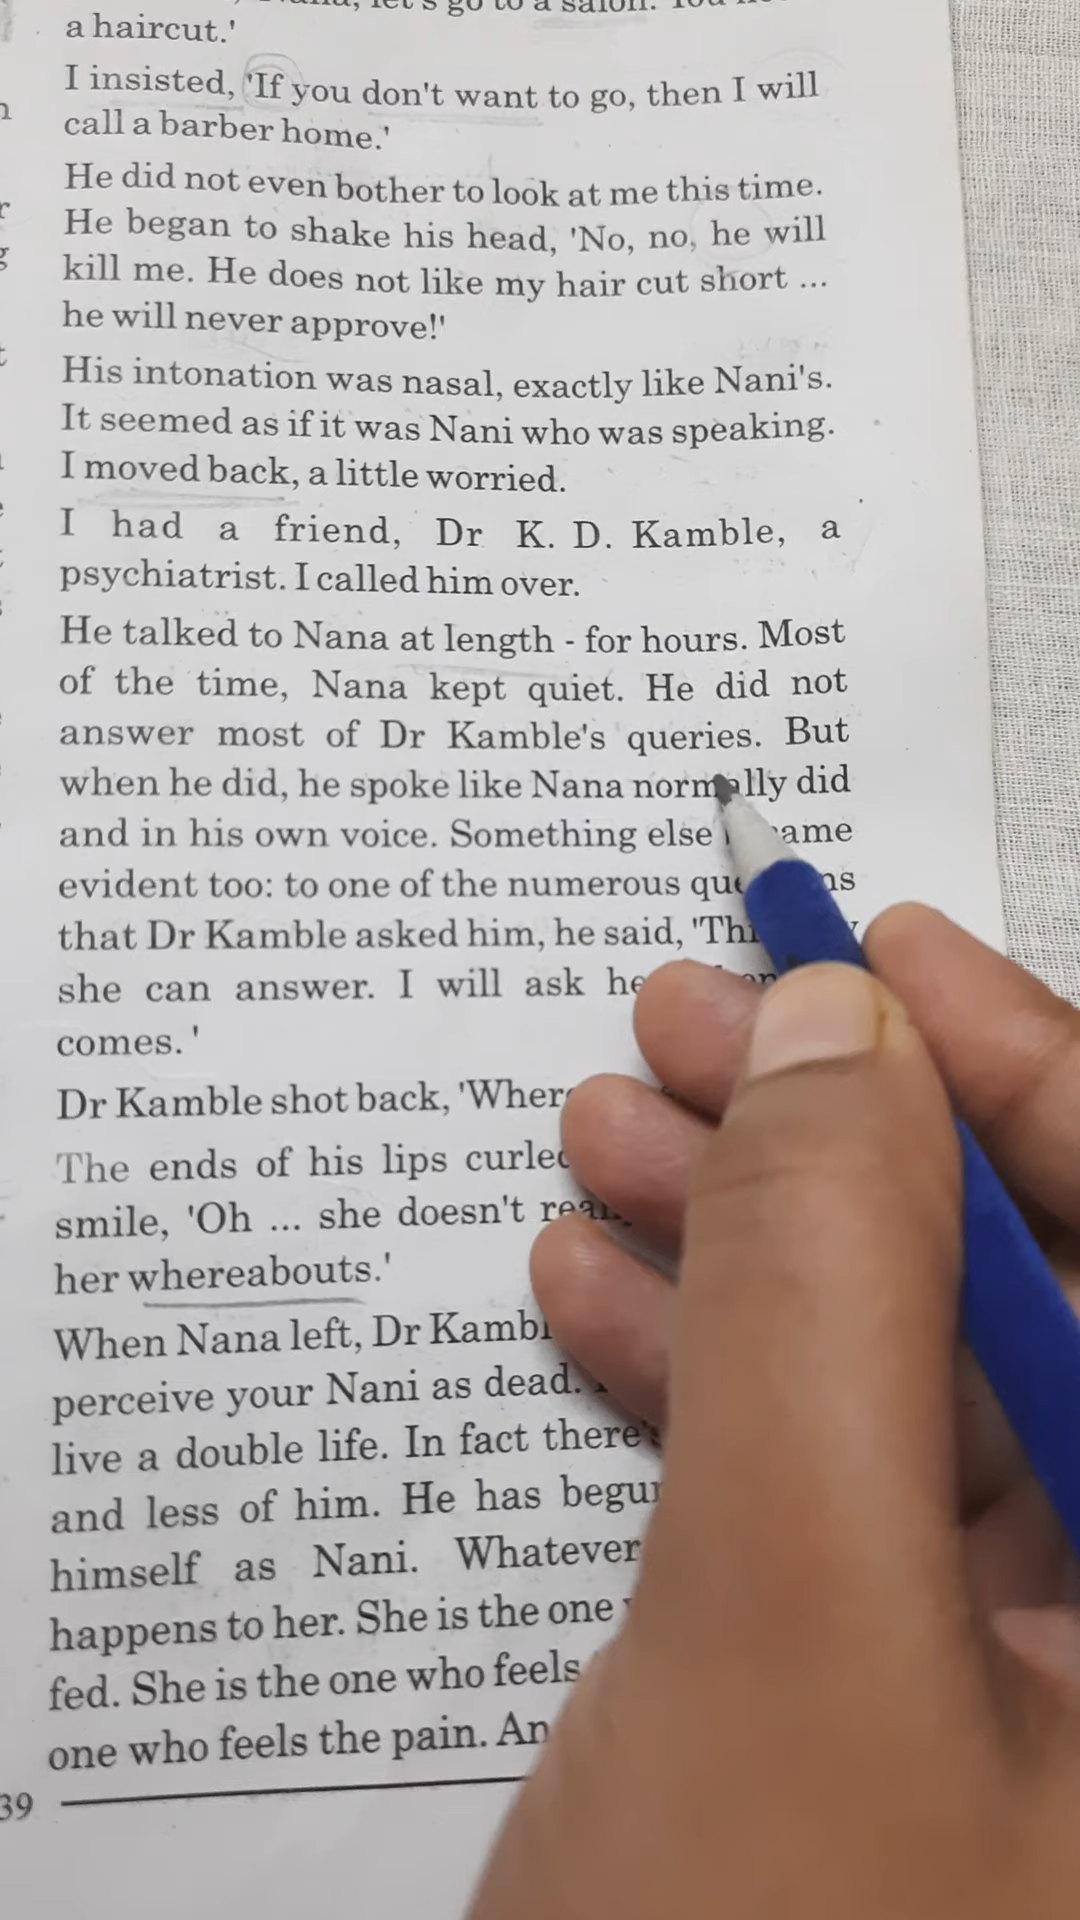 let's go to a salon.
a haircut.'
I insisted, 'If you don't want to go, then I will
call a barber home.'
He did not even bother to look at me this time.
He began to shake his head, 'No, no, he will
kill me. He does not like my hair cut short ...
he will never approve!'
His intonation was nasal, exactly like Nani's.
It seemed as if it was Nani who was speaking.
I moved back, a little worried.
I had a friend, Dr K. D. Kamble, a
psychiatrist. I called him over.
He talked to Nana at length - for hours. Most
of the time, Nana kept quiet. He did not
answer most of Dr Kamble's queries. But
when he did, he spoke like Nana normally did
and in his own voice. Something else
evident too: to one of the numerous
that Dr Kamble asked him, he said,
she can answer. I will ask
comes.'
Dr Kamble shot back,
The ends of his lips
smile, 'Oh ... she doesn't
her whereabouts.'
When Nana left, Dr
perceive your Nani as dead.
live a double life. In fact
and less of him. He has
himself as Nani. Whatever
happens to her. She is the one
fed. She is the one who feels
one who feels the pain.
39